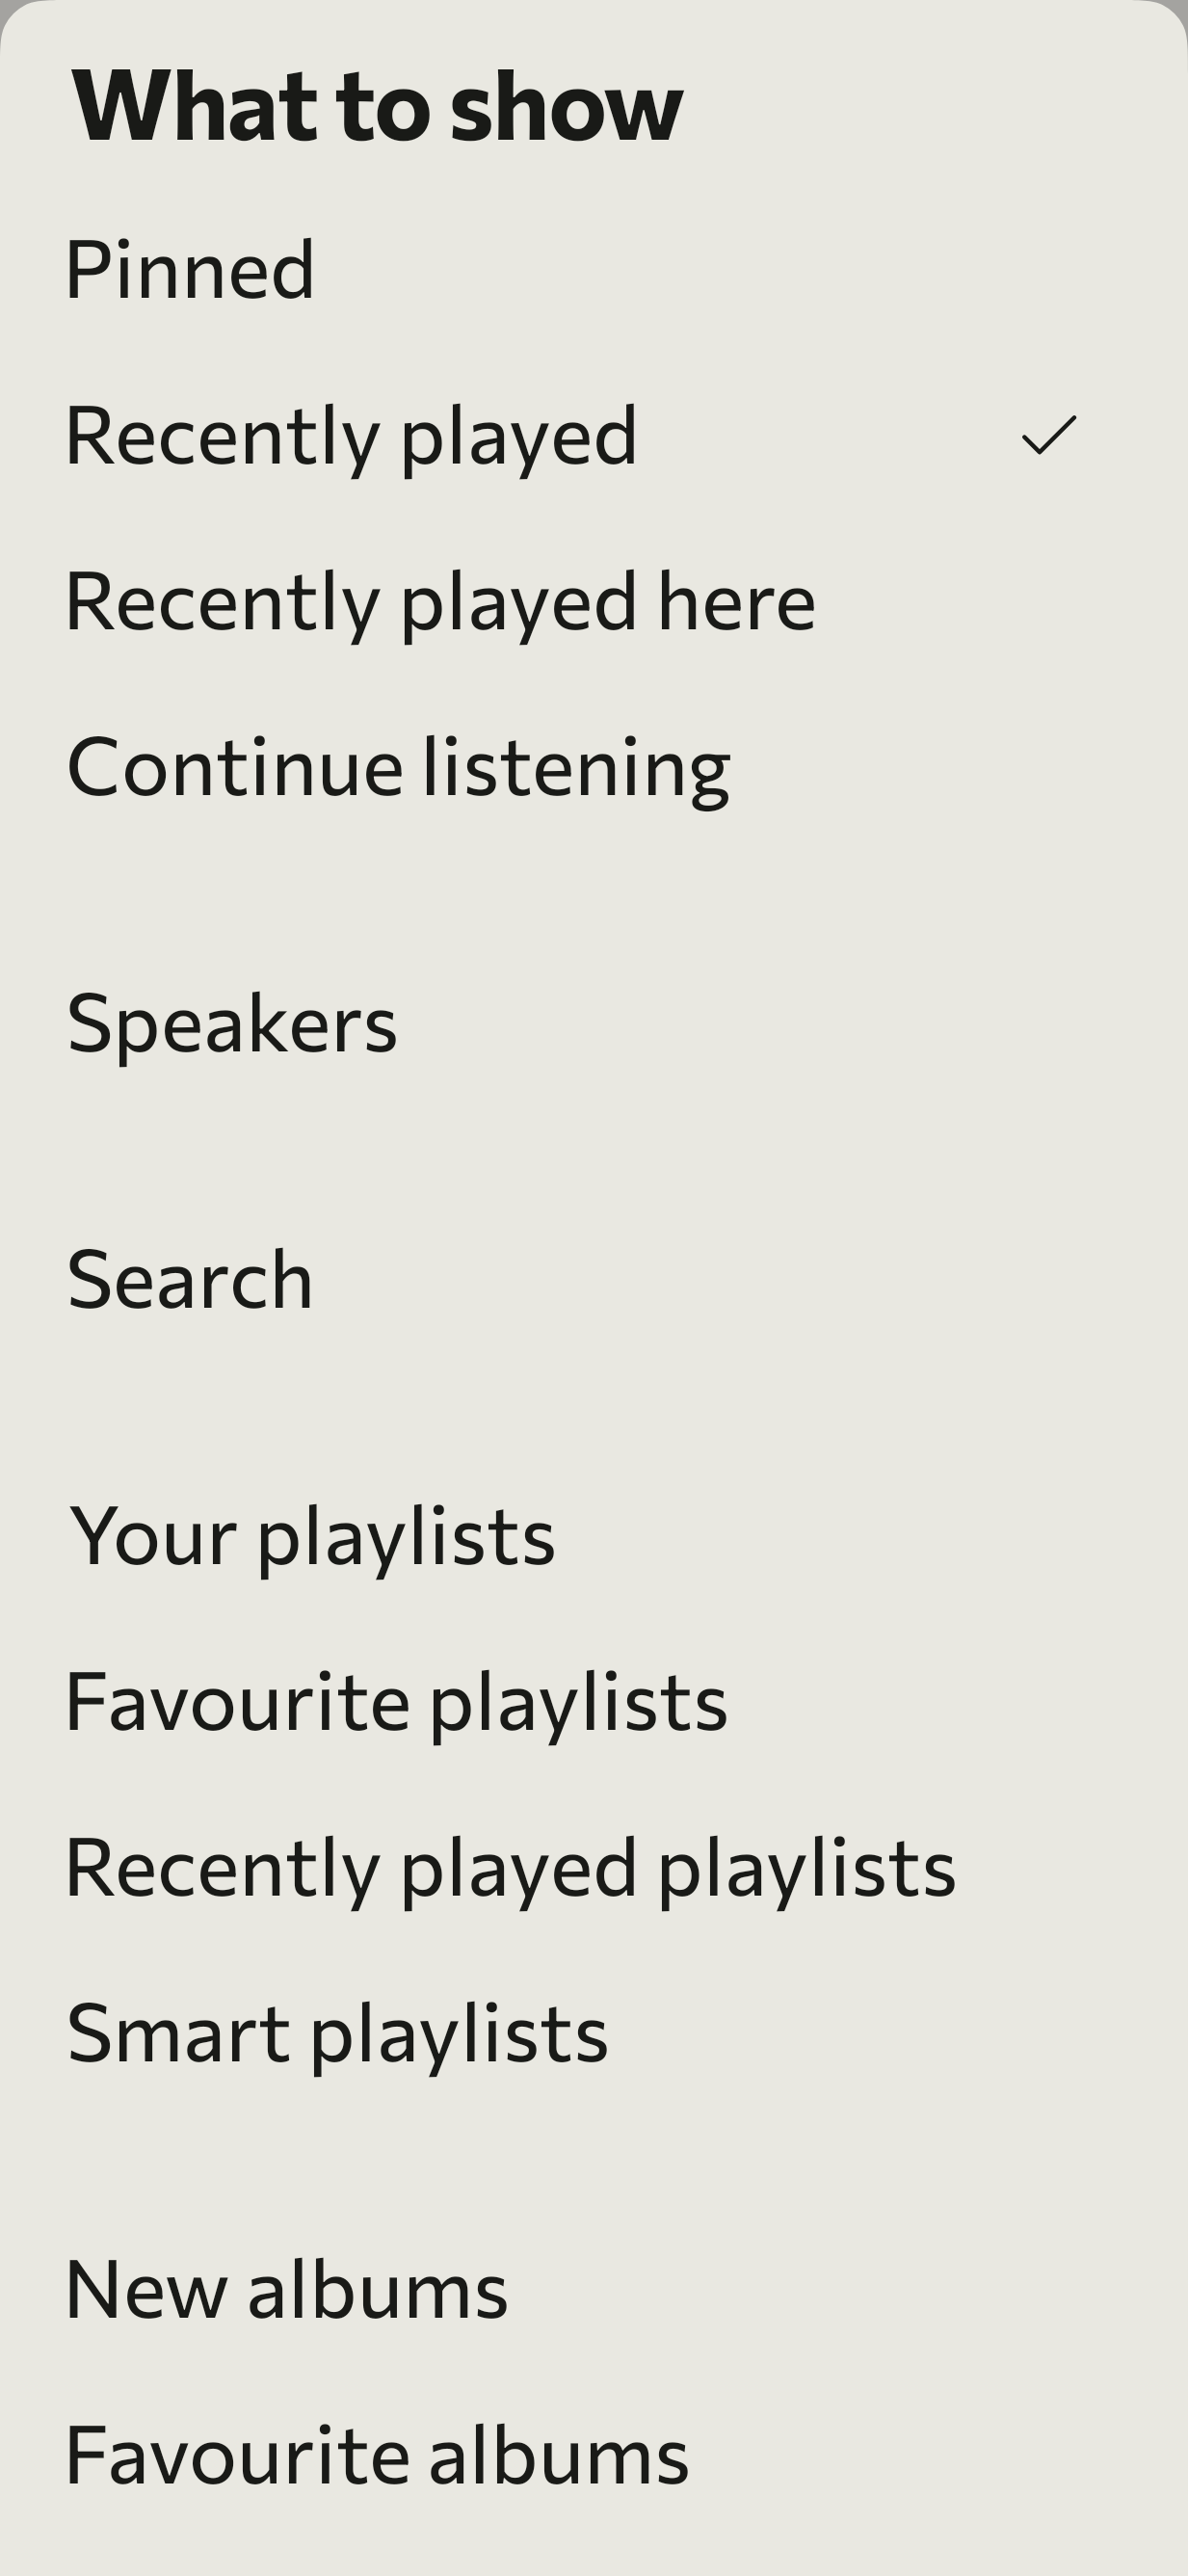 What to show
Pinned
Recently played
Recently played here
Continue listening
Speakers
Search
Your playlists
Favourite playlists
Recently played playlists
Smart playlists
New albums
Favourite albums